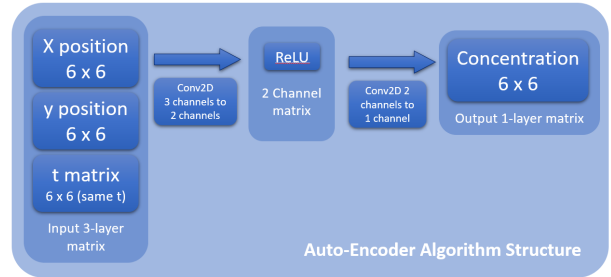 X position
6 x 6
y position
6 x 6
t matrix
6 x 6 (same t)
Input 3-layer
matrix
Conv2D
3 channels to
2 channels
ReLU
2 Channel
matrix
Conv2D 2
channels to
1 channel
Concentration
6 x 6
Output 1-layer matrix
Auto-Encoder Algorithm Structure